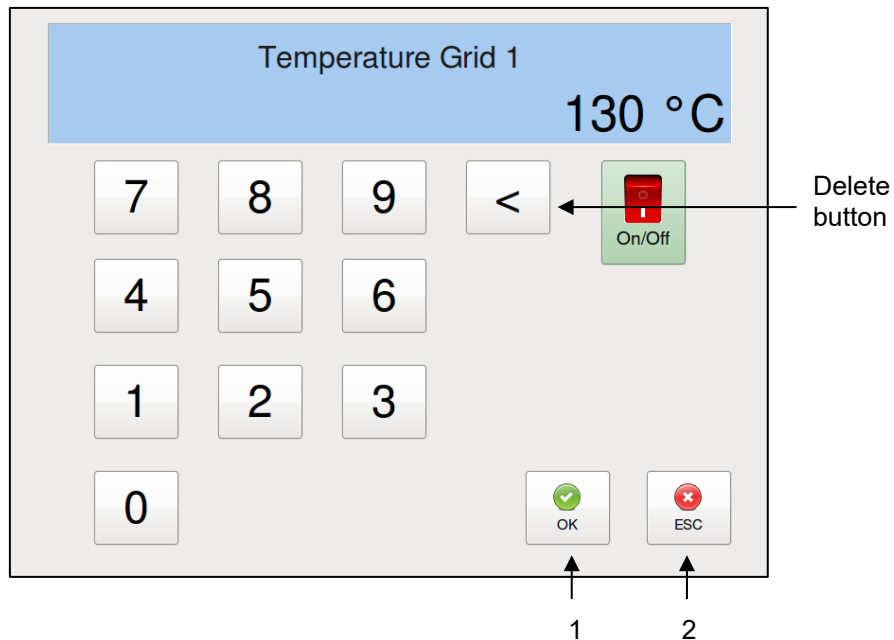 Temperature Grid 1
130 °C
7 8 9 < On/Off
Delete
button
4 5 6
1 2 3
0 OK ESC
1 2